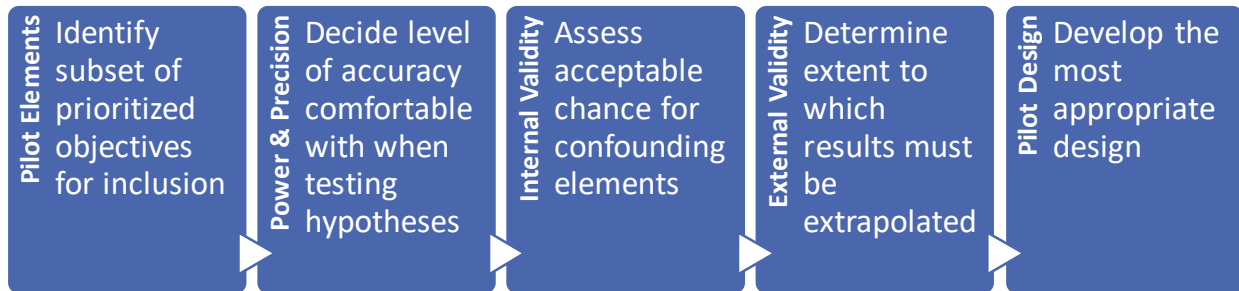 Pilot Elements
Identify
subset of
prioritized
objectives
for inclusion
Power & Precision
Decide level
of accuracy
comfortable
with when
testing
hypotheses
Internal Validity
Assess
acceptable
chance for
confounding
elements
External Validity
Determine
extent to
which
results must
be
extrapolated
Pilot Design
Develop the
most
appropriate
design